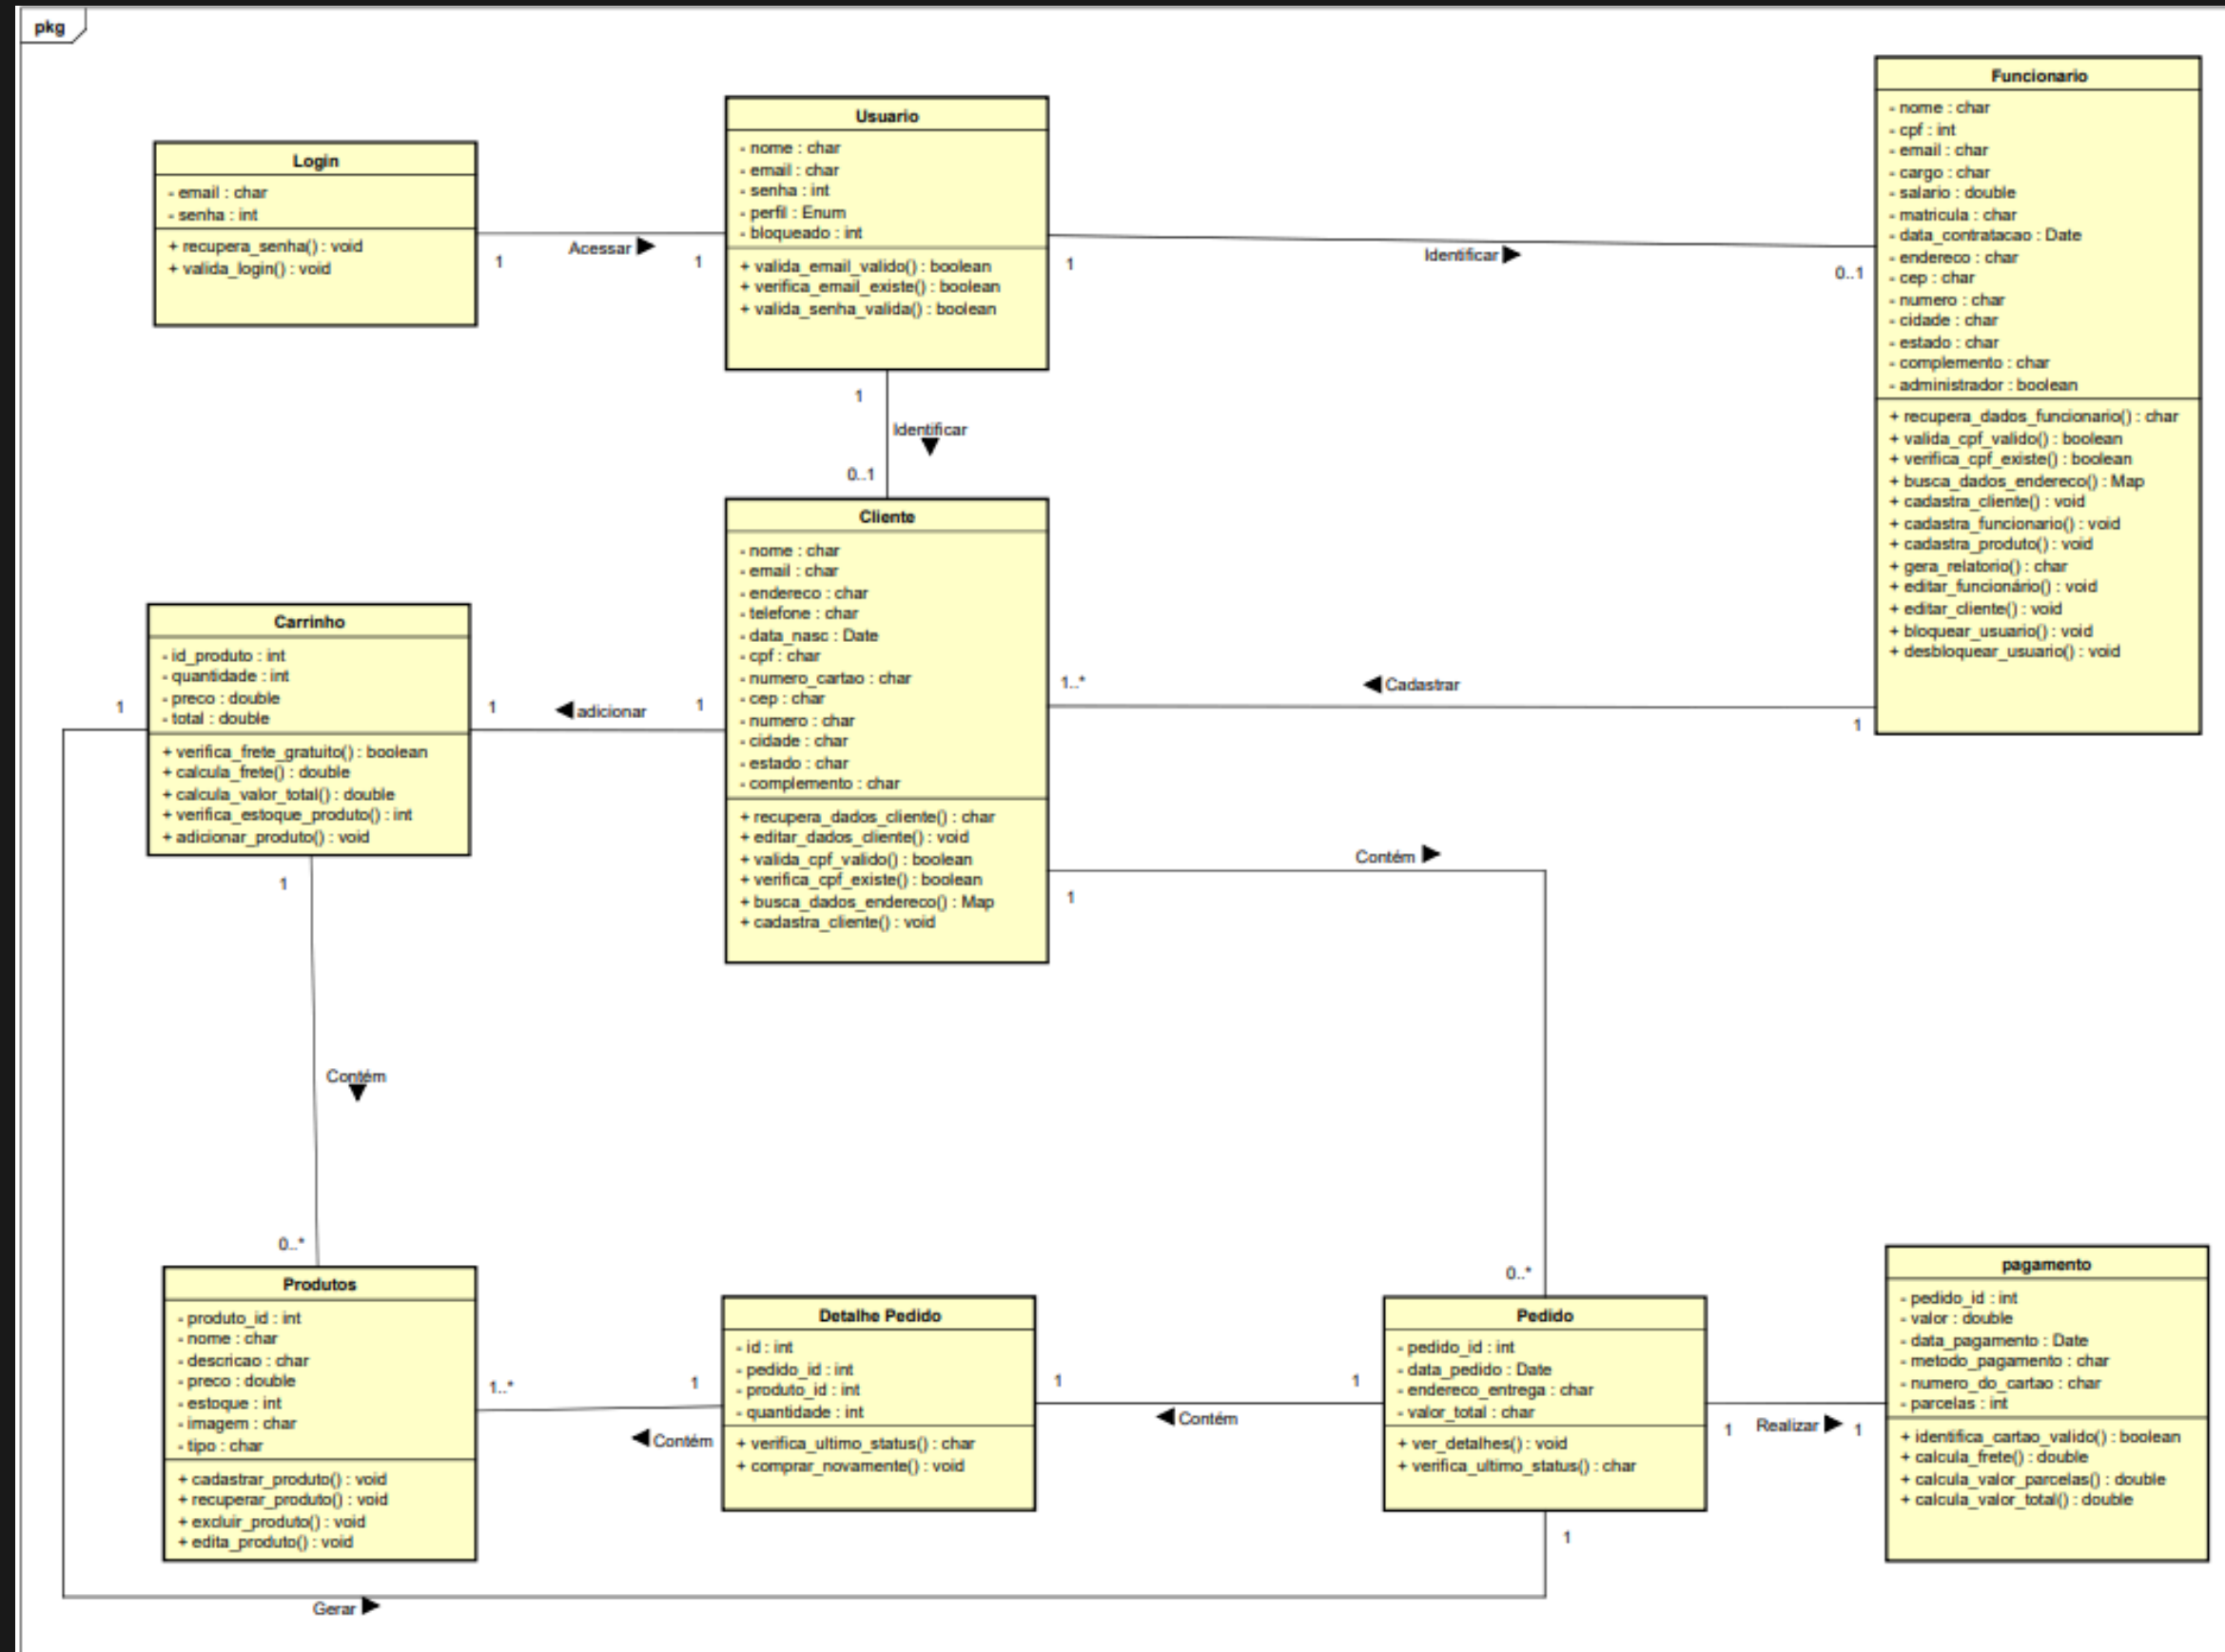 pkg
Login
- email : char
- senha : int
+ recupera_senha() : void
+ valida_login() : void
1
Acessar
1
Usuario
- nome : char
- email : char
- senha : int
- perfil : Enum
- bloqueado : int
+ valida_email_valido() : boolean
+ verifica_email_existe() : boolean
+ valida_senha_valida() : boolean
1
Identificar
0..1
Funcionario
- nome : char
- cpf : int
- email : char
- cargo : char
- salario : double
- matricula : char
- data_contratacao : Date
- endereco : char
- cep : char
- numero : char
- cidade : char
- estado : char
- complemento : char
- administrador : boolean
+ recupera_dados_funcionario() : char
+ valida_cpf_valido() : boolean
+ verifica_cpf_existe() : boolean
+ busca_dados_endereco() : Map
+ cadastra_cliente() : void
+ cadastra_funcionario() : void
+ cadastra_produto() : void
+ gera_relatorio() : char
+ editar_funcionário() : void
+ editar_cliente() : void
+ bloquear_usuario() : void
+ desbloquear_usuario() : void
1
Identificar
0..1
Cliente
- nome : char
- email : char
- endereco : char
- telefone : char
- data_nasc : Date
- cpf : char
- numero_cartao : char
- cep : char
- numero : char
- cidade : char
- estado : char
- complemento : char
+ recupera_dados_cliente() : char
+ editar_dados_cliente() : void
+ valida_cpf_valido() : boolean
+ verifica_cpf_existe() : boolean
+ busca_dados_endereco() : Map
+ cadastra_cliente() : void
1..*
Cadastrar
1
Carrinho
- id_produto : int
- quantidade : int
- preco : double
- total : double
+ verifica_frete_gratuito() : boolean
+ calcula_frete() : double
+ calcula_valor_total() : double
+ verifica_estoque_produto() : int
+ adicionar_produto() : void
1
1
adicionar
1
Contém
1
1
Contém
0..*
0..*
Produtos
- produto_id : int
- nome : char
- descricao : char
- preco : double
- estoque : int
- imagem : char
- tipo : char
+ cadastrar_produto() : void
+ recuperar_produto() : void
+ excluir_produto() : void
+ edita_produto() : void
1..*
1
Contém
Detalhe Pedido
- id : int
- pedido_id : int
- produto_id : int
- quantidade : int
+ verifica_ultimo_status() : char
+ comprar_novamente() : void
1
1
Contém
Pedido
- pedido_id : int
- data_pedido : Date
- endereco_entrega : char
- valor_total : char
+ ver_detalhes() : void
+ verifica_ultimo_status() : char
1
Realizar
1
pagamento
- pedido_id : int
- valor : double
- data_pagamento : Date
- metodo_pagamento : char
- numero_do_cartao : char
- parcelas : int
+ identifica_cartao_valido() : boolean
+ calcula_frete() : double
+ calcula_valor_parcelas() : double
+ calcula_valor_total() : double
1
Gerar